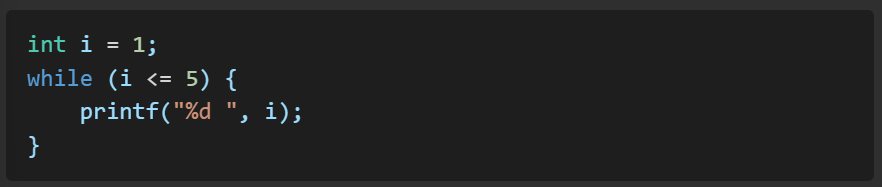 int i = 1;
while (i <= 5) {
    printf("%d ", i);
}